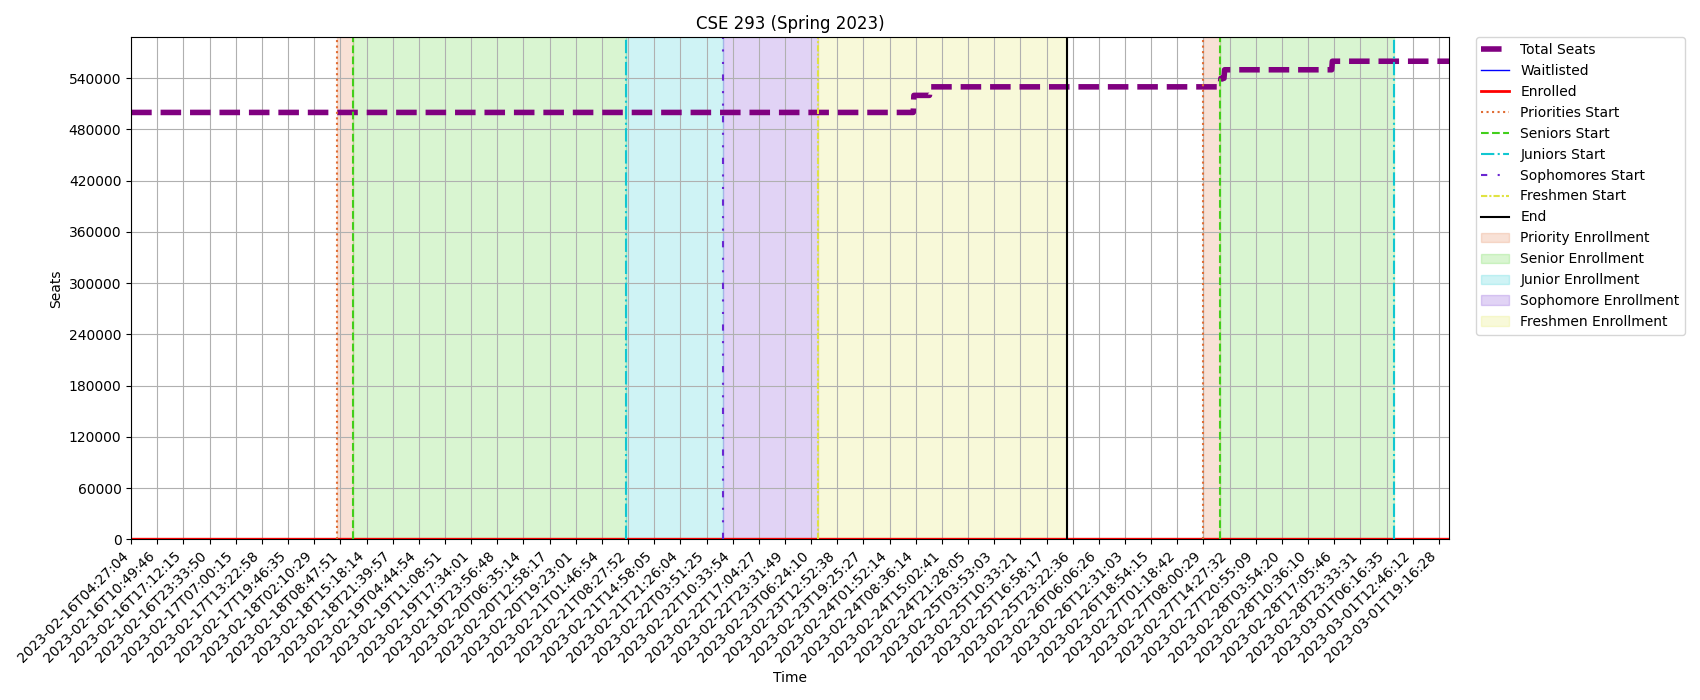 CSE 293 (Spring 2023)
Seats
540000
480000
420000
360000
300000
240000
180000
120000
60000
0
2023-02-16T04:27:04
2023-02-16T10:49:46
2023-02-16T17:12:15
2023-02-16T23:33:50
2023-02-17T07:00:15
2023-02-17T13:22:58
2023-02-17T19:46:35
2023-02-18T02:10:29
2023-02-18T08:47:51
2023-02-18T15:18:14
2023-02-18T21:39:57
2023-02-19T04:44:54
2023-02-19T11:08:51
2023-02-19T17:34:01
2023-02-19T23:56:48
2023-02-20T06:35:14
2023-02-20T12:58:17
2023-02-20T19:23:01
2023-02-21T01:46:54
2023-02-21T08:27:52
2023-02-21T14:58:05
2023-02-21T21:26:04
2023-02-22T03:51:25
2023-02-22T10:33:54
2023-02-22T17:04:27
2023-02-22T23:31:49
2023-02-23T06:24:10
2023-02-23T12:52:38
2023-02-23T19:25:27
2023-02-24T01:52:14
2023-02-24T08:36:14
2023-02-24T15:02:41
2023-02-24T21:28:05
2023-02-25T03:53:03
2023-02-25T10:33:21
2023-02-25T16:58:17
2023-02-25T23:22:36
2023-02-26T06:06:26
2023-02-26T12:31:03
2023-02-26T18:54:15
2023-02-27T01:18:42
2023-02-27T08:00:29
2023-02-27T14:27:32
2023-02-27T20:55:09
2023-02-28T03:54:20
2023-02-28T10:36:10
2023-02-28T17:05:46
2023-02-28T23:33:31
2023-03-01T06:16:35
2023-03-01T12:46:12
2023-03-01T19:16:28
Time
Total Seats
Waitlisted
Enrolled
Priorities Start
Seniors Start
Juniors Start
Sophomores Start
Freshmen Start
End
Priority Enrollment
Senior Enrollment
Junior Enrollment
Sophomore Enrollment
Freshmen Enrollment